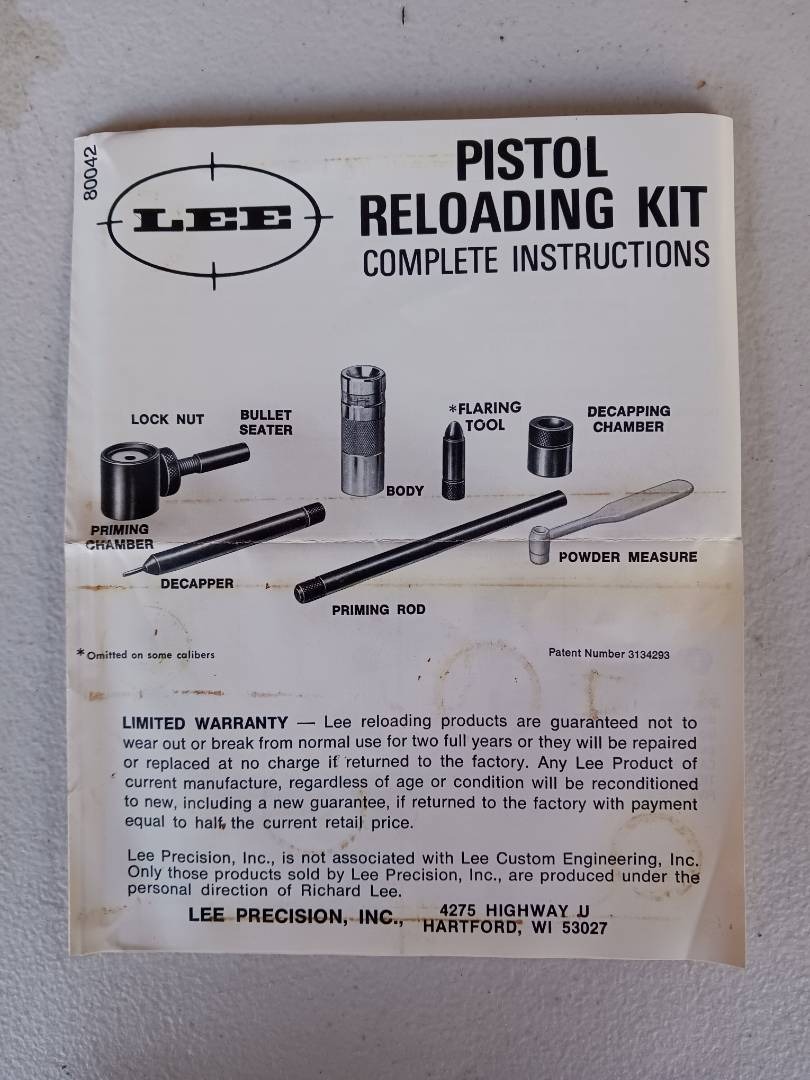 80042
LEE
PISTOL
RELOADING KIT
COMPLETE INSTRUCTIONS
LOCK NUT
BULLET
SEATER
*FLARING
TOOL
DECAPPING
CHAMBER
BODY
PRIMING
CHAMBER
DECAPPER
POWDER MEASURE
PRIMING ROD
*Omitted on some calibers
Patent Number 3134293
LIMITED WARRANTY — Lee reloading products are guaranteed not to
wear out or break from normal use for two full years or they will be repaired
or replaced at no charge if returned to the factory. Any Lee Product of
current manufacture, regardless of age or condition will be reconditioned
to new, including a new guarantee, if returned to the factory with payment
equal to half, the current retail price.
Lee Precision, Inc., is not associated with Lee Custom Engineering, Inc.
Only those products sold by Lee Precision, Inc., are produced under the
personal direction of Richard Lee.
LEE PRECISION, INC., 4275 HIGHWAY U
HARTFORD, WI 53027